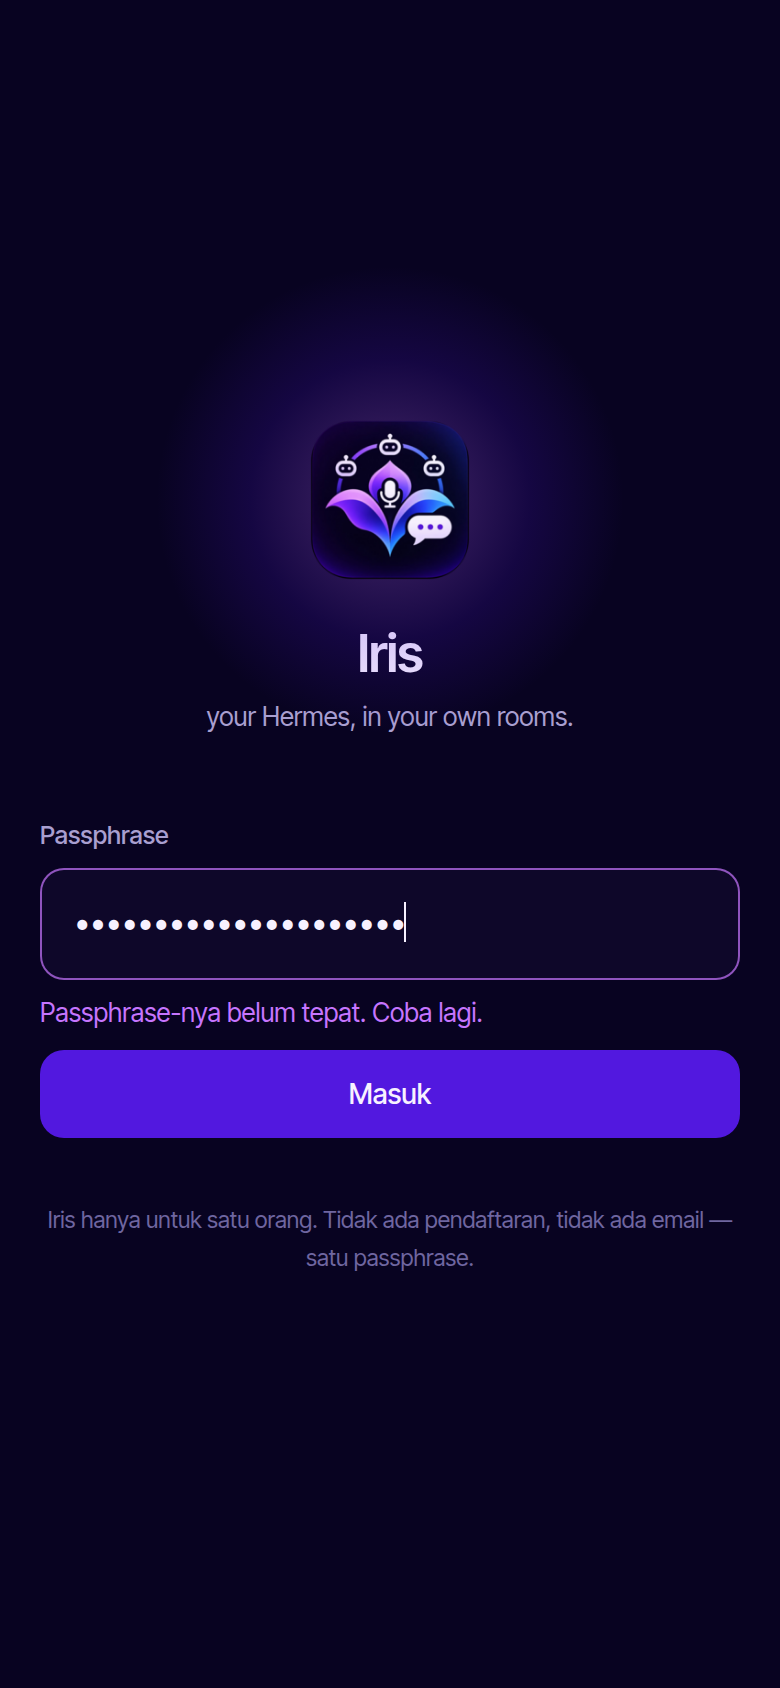 Iris
your Hermes, in your own rooms.
Passphrase
•••••••••••••••••••••
Passphrase-nya belum tepat. Coba lagi.
Masuk
Iris hanya untuk satu orang. Tidak ada pendaftaran, tidak ada email —
satu passphrase.